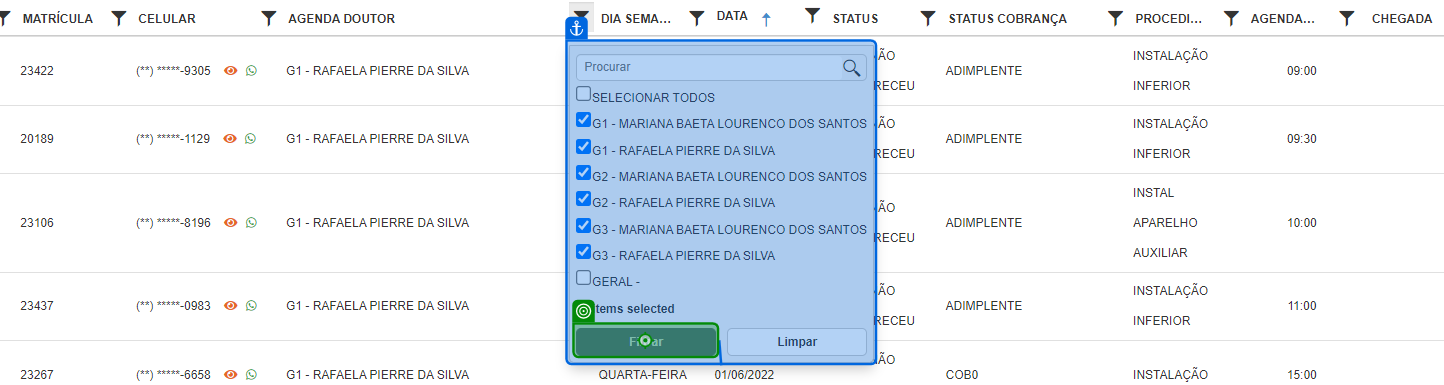 MATRÍCULA CELULAR AGENDA DOUTOR DIA SEMA... DATA STATUS STATUS COBRANÇA PROCEDI... AGENDA... CHEGADA
Procurar
SELECIONAR TODOS
G1 - MARIANA BAETA LOURENCO DOS SANTOS
G1 - RAFAELA PIERRE DA SILVA
G2 - MARIANA BAETA LOURENCO DOS SANTOS
G2 - RAFAELA PIERRE DA SILVA
G3 - MARIANA BAETA LOURENCO DOS SANTOS
G3 - RAFAELA PIERRE DA SILVA
GERAL -
tems selected
Limpar
ÃO
INSTALAÇÃO
23422 (**) *****-9305 G1 - RAFAELA PIERRE DA SILVA ADIMPLENTE 09:00
RECEU INFERIOR
ÃO INSTALAÇÃO
20189 (**) *****-1129 G1 - RAFAELA PIERRE DA SILVA ADIMPLENTE 09:30
RECEU INFERIOR
INSTAL
ÃO
23106 (**) *****-8196 G1 - RAFAELA PIERRE DA SILVA ADIMPLENTE APARELHO 10:00
RECEU
AUXILIAR
ÃO INSTALAÇÃO
23437 (**) *****-0983 G1 - RAFAELA PIERRE DA SILVA ADIMPLENTE 11:00
RECEU INFERIOR
ÃO
23267 (**) *****-6658 G1 - RAFAELA PIERRE DA SILVA QUARTA-FEIRA 01/06/2022 COB0 INSTALAÇÃO 15:00